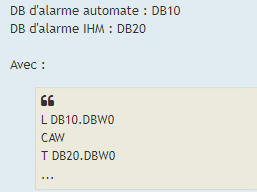 DB d'alarme automate : DB10
DB d'alarme IHM : DB20
Avec :
❝
L DB10.DBW0
CAW
T DB20.DBW0
...